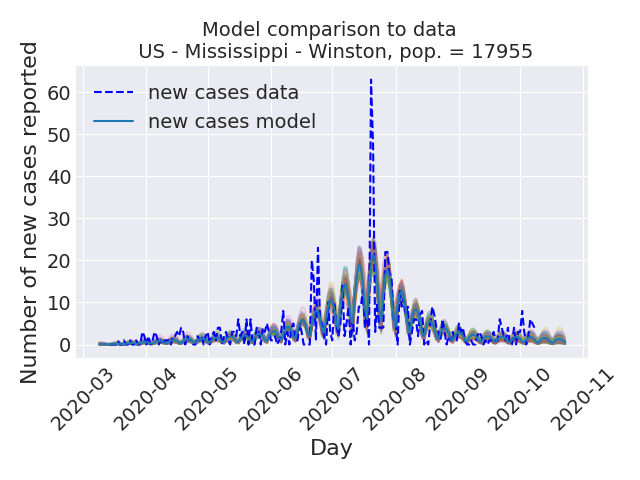 Model comparison to data
US - Mississippi - Winston, pop. = 17955
Number of new cases reported
60
50
40
30
20
10
0
new cases data
new cases model
2020-03
2020-04
2020-05
2020-06
2020-07
2020-08
2020-09
2020-10
2020-11
Day